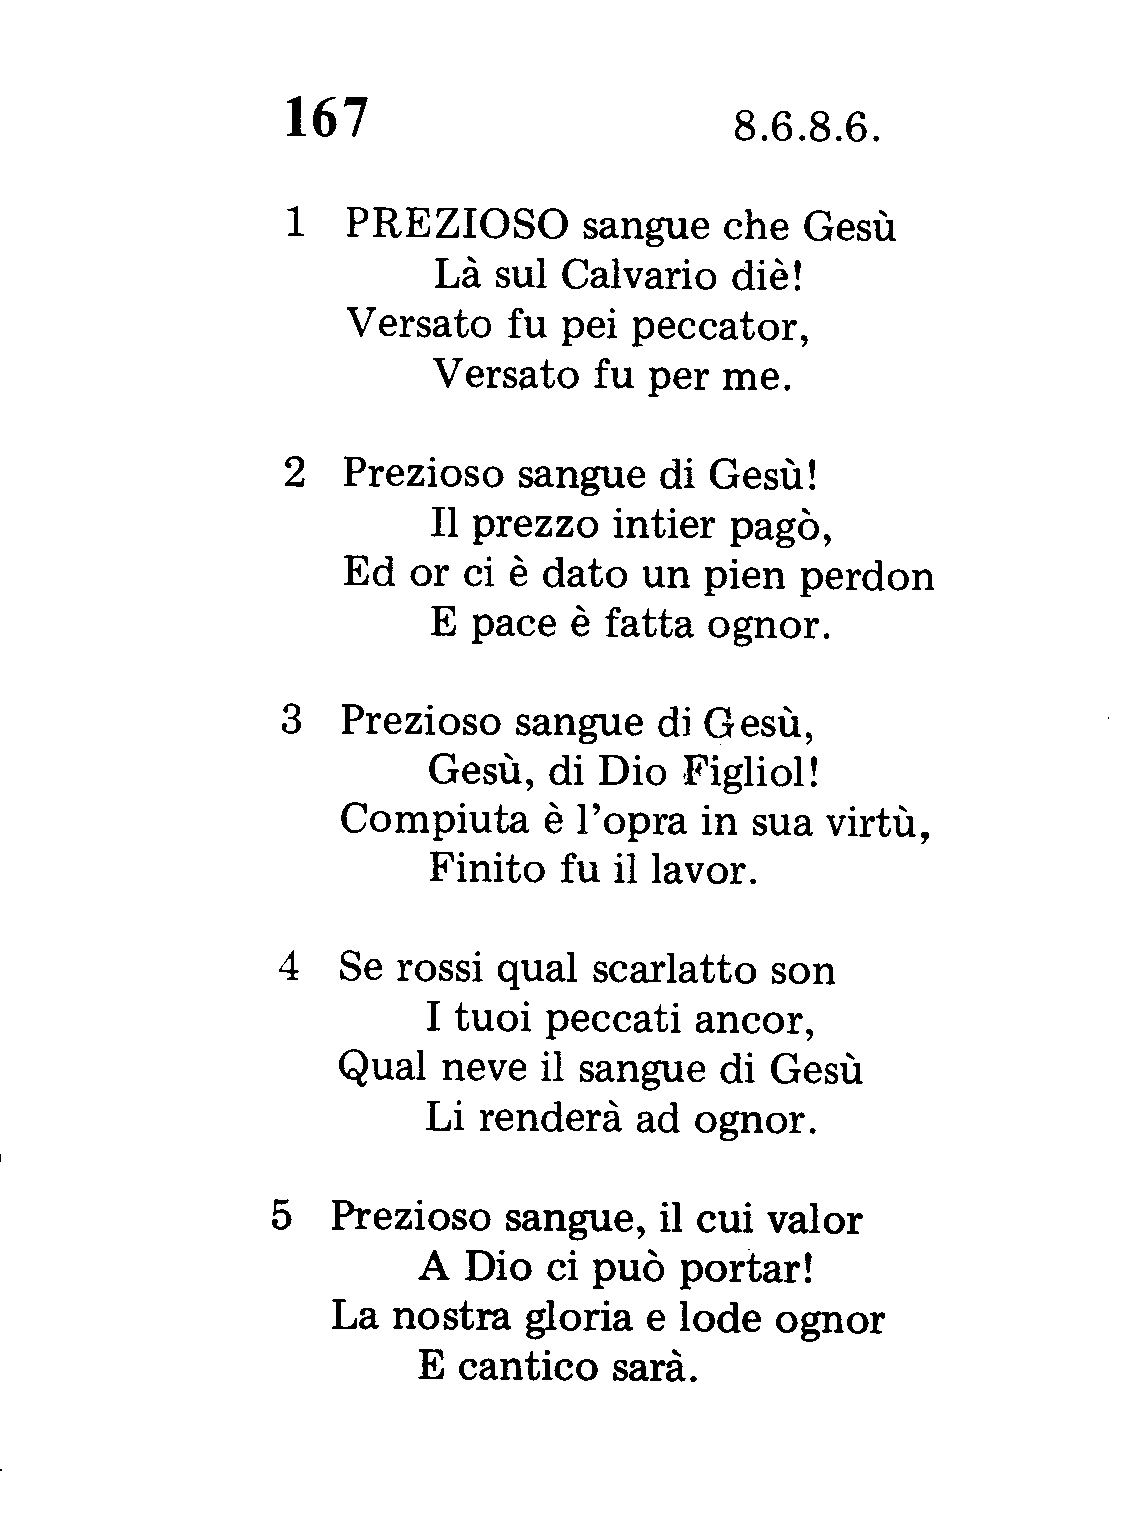 167 8.6.8.6.
1 PREZIOSO sangue che Gesù
Là sul Calvario diè!
Versato fu pei peccator,
Versato fu per me.
2 Prezioso sangue di Gesù!
Il prezzo intier pagò,
Ed or ci è dato un pien perdon
E pace è fatta ognor.
3 Prezioso sangue di Gesù,
Gesù, di Dio Figliol!
Compiuta è l'opra in sua virtù,
Finito fu il lavor.
4 Se rossi qual scarlatto son
I tuoi peccati ancor,
Qual neve il sangue di Gesù
Li renderà ad ognor.
5 Prezioso sangue, il cui valor
A Dio ci può portar!
La nostra gloria e lode ognor
E cantico sarà.